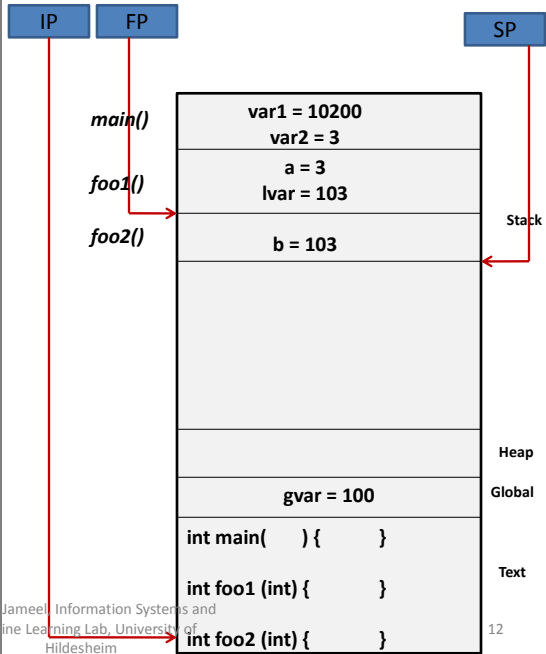 IP FP SP
main() var1 = 10200
var2 = 3
foo1() a = 3
lvar = 103
Stack
foo2() b = 103
Heap
gvar = 100 Global
int main( ) { }
Text
int foo1 (int) { }
Jameel, Information Systems and
ine Learning Lab, University of
Hildesheim
int foo2 (int) { }
12